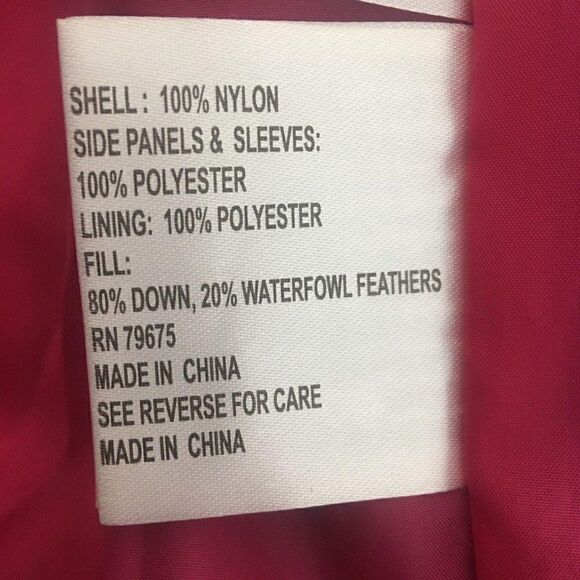 SHELL: 100% NYLON
SIDE PANELS & SLEEVES:
100% POLYESTER
LINING: 100% POLYESTER
FILL:
80% DOWN, 20% WATERFOWL FEATHERS
RN 79675
MADE IN CHINA
SEE REVERSE FOR CARE
MADE IN CHINA